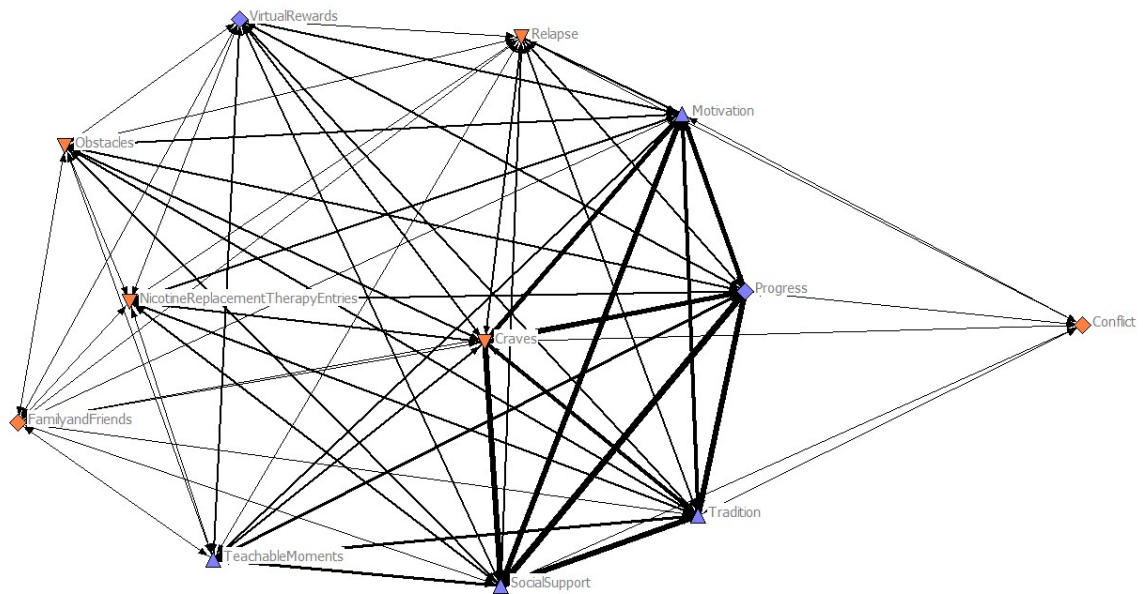 VirtualRewards
Relapse
Motivation
Obstacles
Progress
NicotineReplacementTherapyEntries
Conflict
Craves
FamilyandFriends
Tradition
TeachableMoments
SocialSupport